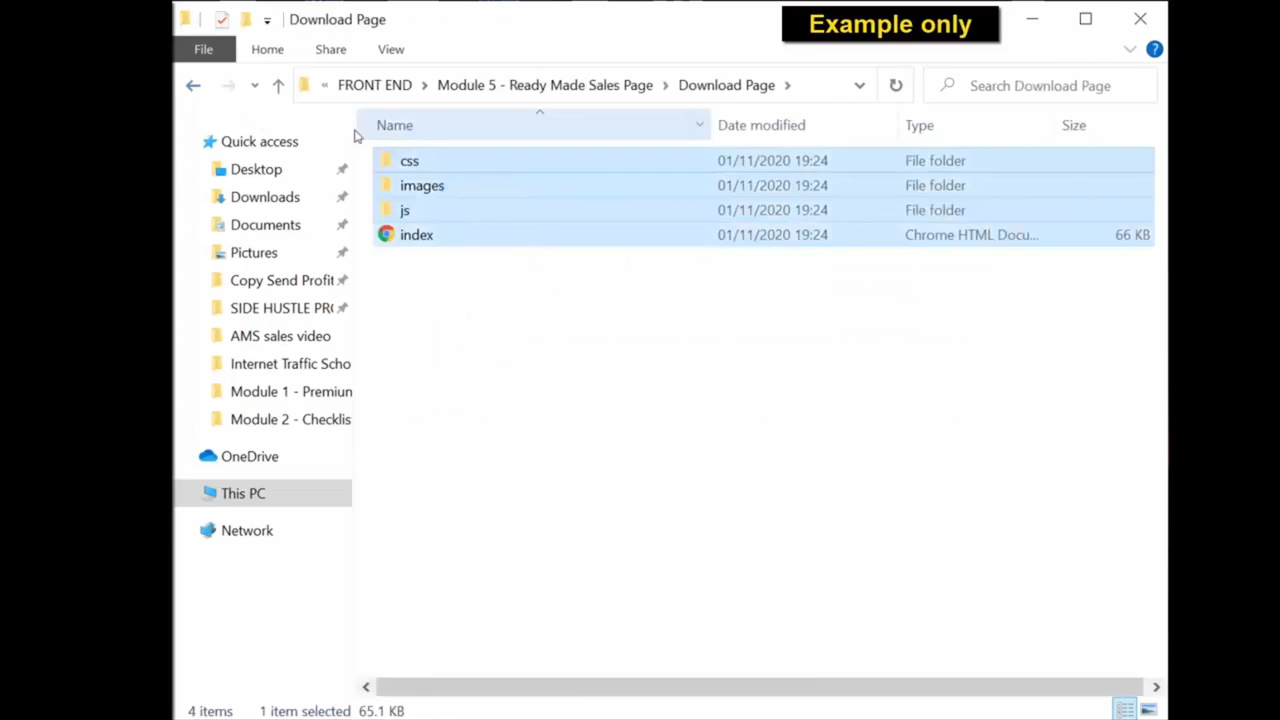 Download Page
Example only
File Home Share View
« FRONT END Module 5 - Ready Made Sales Page Download Page Search Download Page
Name Date modified Type Size
Quick access
Desktop
Downloads
Documents
Pictures
Copy Send Profit
SIDE HUSTLE PR(
AMS sales video
Internet Traffic Scho
Module 1 - Premiun
Module 2 - Checklis
OneDrive
This PC
Network
css 01/11/2020 19:24 File folder
images 01/11/2020 19:24 File folder
js 01/11/2020 19:24 File folder
index 01/11/2020 19:24 Chrome HTML Docu... 66 KB
4 items 1 item selected 65.1 KB